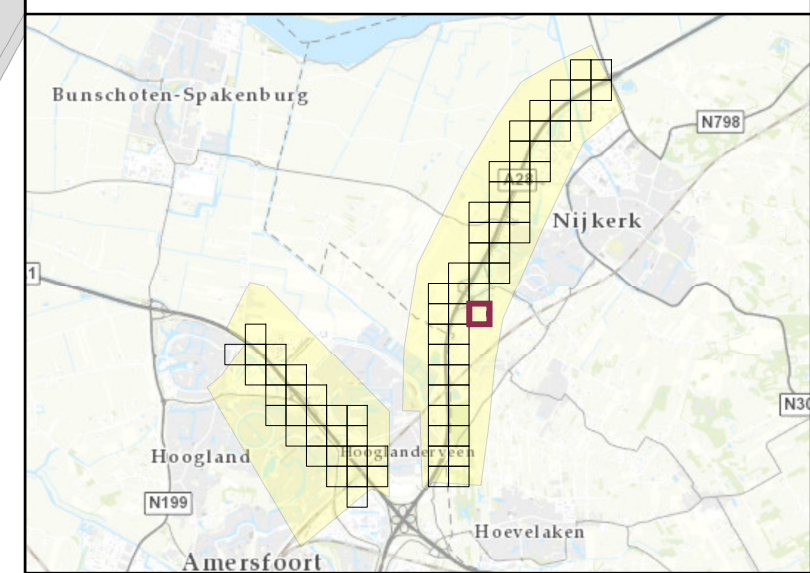 Bunschoten-Spakenburg
N798
A28
Nijkerk
1
N30
Hoogland
Hooglanderveen
N199
Hoevelaken
Amersfoort